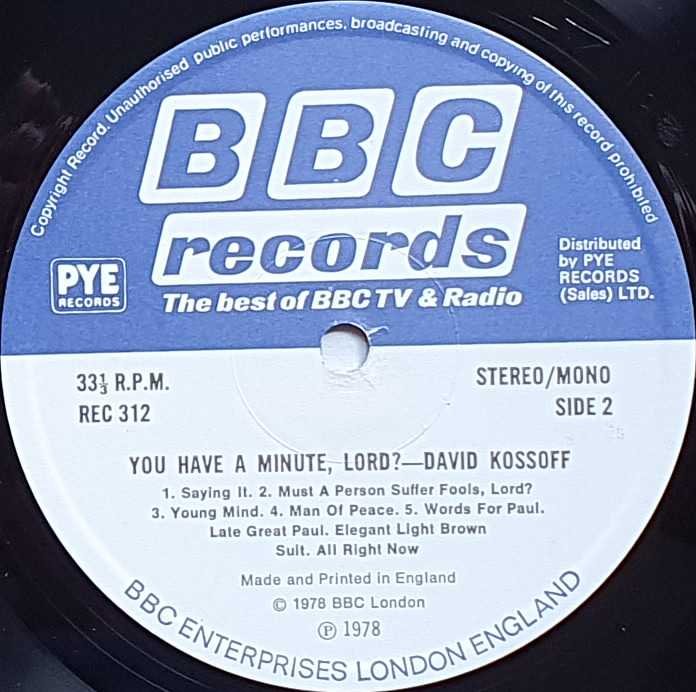 Copyright Record. Unauthorised public performances, broadcasting and copying of this record prohibited
BBC
records
The best of BBC TV & Radio
PYE
RECORDS
Distributed
by PYE
RECORDS
(Sales) LTD.
33⅓ R.P.M.
REC 312
STEREO/MONO
SIDE 2
YOU HAVE A MINUTE, LORD?—DAVID KOSSOFF
1. Saying It. 2. Must A Person Suffer Fools, Lord?
3. Young Mind. 4. Man Of Peace. 5. Words For Paul.
Late Great Paul. Elegant Light Brown
Suit. All Right Now
Made and Printed in England
© 1978 BBC London
℗ 1978
BBC ENTERPRISES LONDON ENGLAND